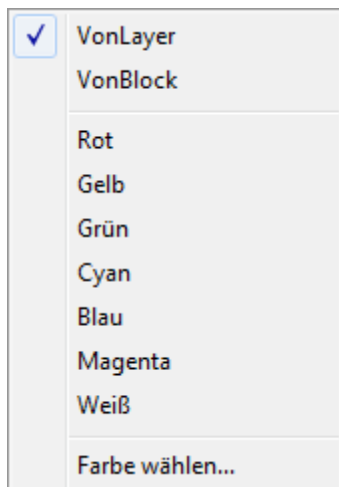 VonLayer
VonBlock
Rot
Gelb
Grün
Cyan
Blau
Magenta
Weiß
Farbe wählen...